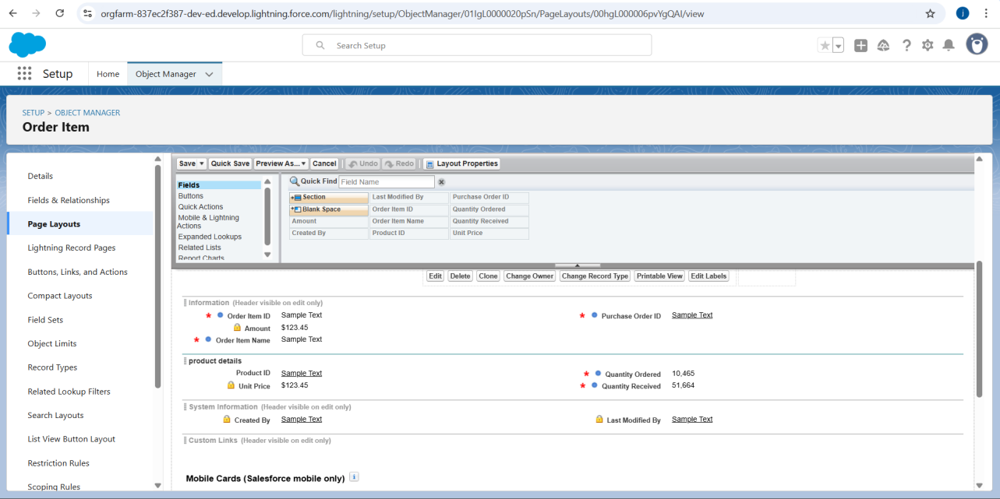 orgfarm-837ec2f387-dev-ed.develop.lightning.force.com/lightning/setup/ObjectManager/01IgL0000020pSn/PageLayouts/00hgL000006pvYgQAI/view
j
Search Setup
Setup
Home
Object Manager
SETUP > OBJECT MANAGER
Order Item
Details
Fields & Relationships
Page Layouts
Lightning Record Pages
Buttons, Links, and Actions
Compact Layouts
Field Sets
Object Limits
Record Types
Related Lookup Filters
Search Layouts
List View Button Layout
Restriction Rules
Scoping Rules
Save Quick Save Preview As... Cancel Undo Redo Layout Properties
Fields
Buttons
Quick Actions
Mobile & Lightning
Actions
Expanded Lookups
Related Lists
Report Charts
Quick Find Field Name
Section Last Modified By Purchase Order ID
Blank Space Order Item ID Quantity Ordered
Amount Order Item Name Quantity Received
Created By Product ID Unit Price
Edit Delete Clone Change Owner Change Record Type Printable View Edit Labels
Information (Header visible on edit only)
* Order Item ID Sample Text * Purchase Order ID Sample Text
Amount $123.45
* Order Item Name Sample Text
product details
Product ID Sample Text * Quantity Ordered 10,465
Unit Price $123.45 * Quantity Received 51,664
System Information (Header visible on edit only)
Created By Sample Text Last Modified By Sample Text
Custom Links (Header visible on edit only)
Mobile Cards (Salesforce mobile only) i